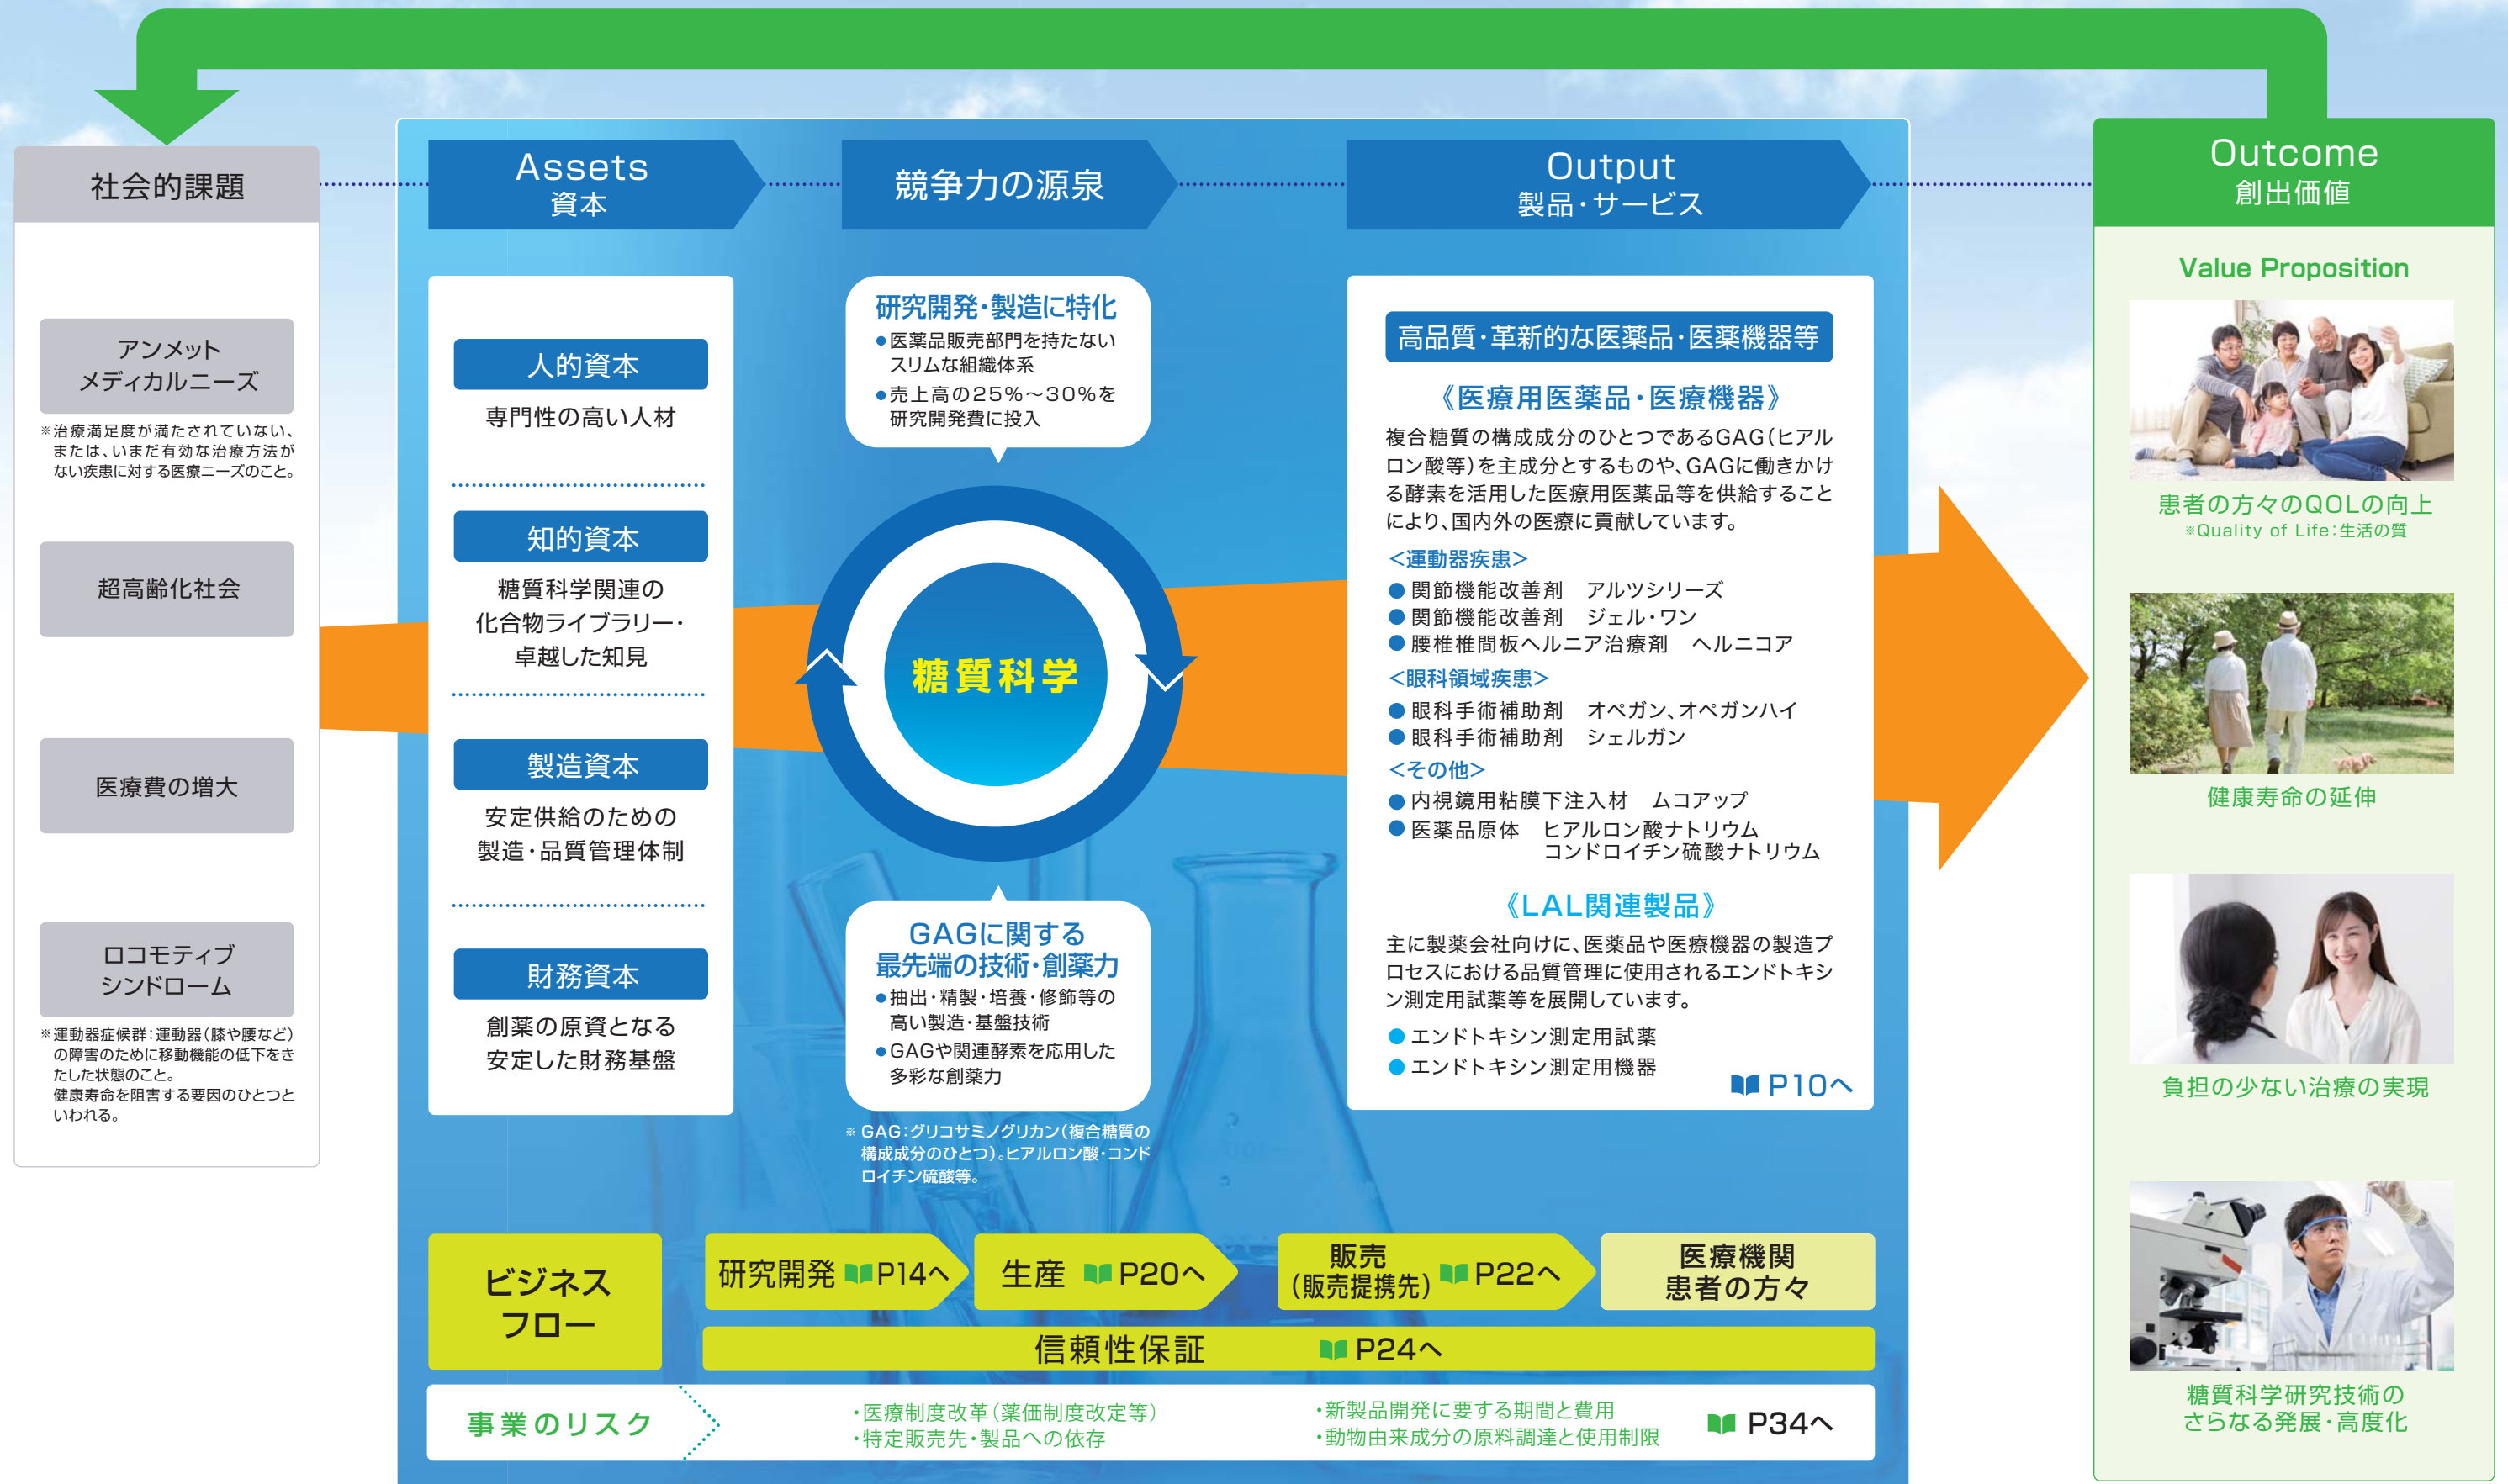 社会的課題
アンメット
メディカルニーズ
※治療満足度が満たされていない、
または、いまだ有効な治療方法が
ない疾患に対する医療ニーズのこと。
超高齢化社会
医療費の増大
ロコモティブ
シンドローム
※運動器症候群：運動器（膝や腰など）
の障害のために移動機能の低下をき
たした状態のこと。
健康寿命を阻害する要因のひとつと
いわれる。
Assets
資本
人的資本
専門性の高い人材
知的資本
糖質科学関連の
化合物ライブラリー・
卓越した知見
製造資本
安定供給のための
製造・品質管理体制
財務資本
創薬の原資となる
安定した財務基盤
競争力の源泉
研究開発・製造に特化
●医薬品販売部門を持たない
スリムな組織体系
●売上高の25%～30%を
研究開発費に投入
糖質科学
GAGに関する
最先端の技術・創薬力
●抽出・精製・培養・修飾等の
高い製造・基盤技術
●GAGや関連酵素を応用した
多彩な創薬力
※ GAG：グリコサミノグリカン（複合糖質の
構成成分のひとつ）。ヒアルロン酸・コンド
ロイチン硫酸等。
Output
製品・サービス
高品質・革新的な医薬品・医薬機器等
《医療用医薬品・医療機器》
複合糖質の構成成分のひとつであるGAG（ヒアル
ロン酸等）を主成分とするものや、GAGに働きかけ
る酵素を活用した医療用医薬品等を供給すること
により、国内外の医療に貢献しています。
＜運動器疾患＞
●関節機能改善剤　アルツシリーズ
●関節機能改善剤　ジェル・ワン
●腰椎椎間板ヘルニア治療剤　ヘルニコア
＜眼科領域疾患＞
●眼科手術補助剤　オペガン、オペガンハイ
●眼科手術補助剤　シェルガン
＜その他＞
●内視鏡用粘膜下注入材　ムコアップ
●医薬品原体　ヒアルロン酸ナトリウム
コンドロイチン硫酸ナトリウム
《LAL関連製品》
主に製薬会社向けに、医薬品や医療機器の製造プ
ロセスにおける品質管理に使用されるエンドトキシ
ン測定用試薬等を展開しています。
●エンドトキシン測定用試薬
●エンドトキシン測定用機器
P10へ
Outcome
創出価値
Value Proposition
患者の方々のQOLの向上
※Quality of Life：生活の質
健康寿命の延伸
負担の少ない治療の実現
糖質科学研究技術の
さらなる発展・高度化
ビジネス
フロー
研究開発 P14へ
生産 P20へ
販売
（販売提携先） P22へ
医療機関
患者の方々
信頼性保証 P24へ
事業のリスク
・医療制度改革（薬価制度改定等）
・特定販売先・製品への依存
・新製品開発に要する期間と費用
・動物由来成分の原料調達と使用制限
P34へ